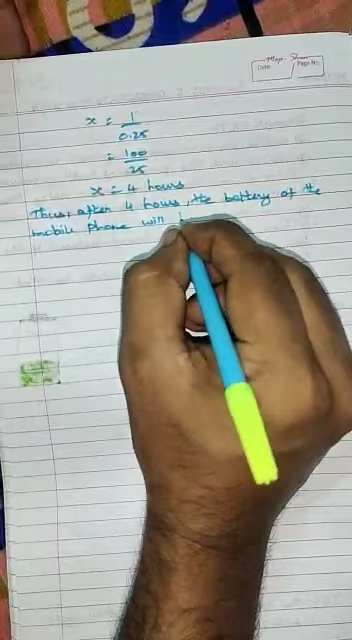 Date
Page No.
x = 1
0.25
= 100
25
x = 4 hours
Thus, after 4 hours, the battery of the
mobile phone will